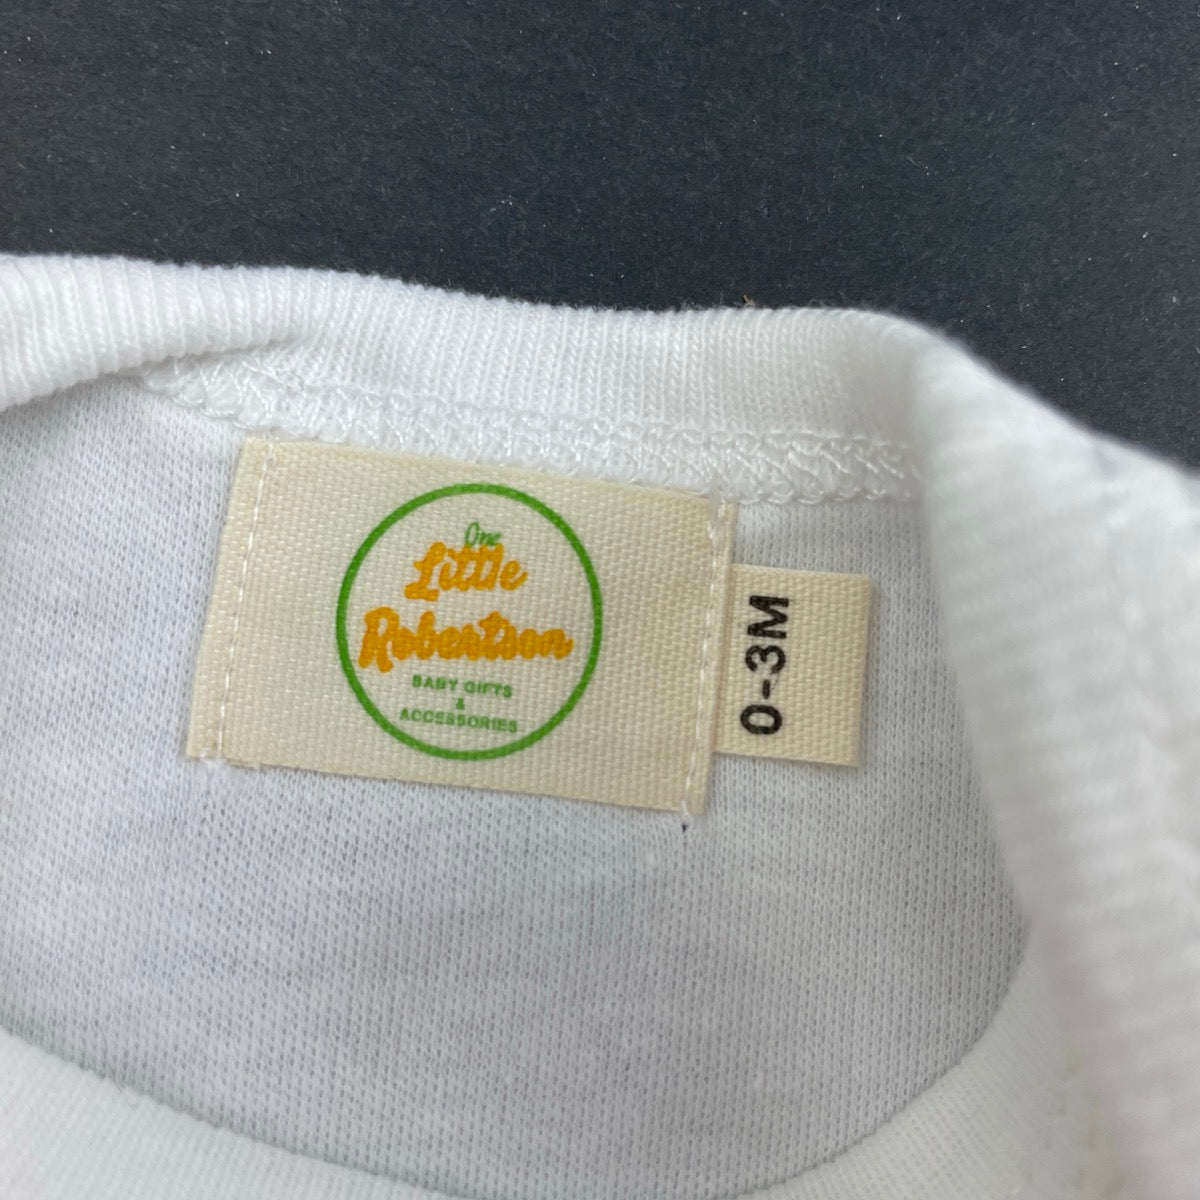 One
Little
Robertson
BABY GIFTS
&
ACCESSORIES
0-3M